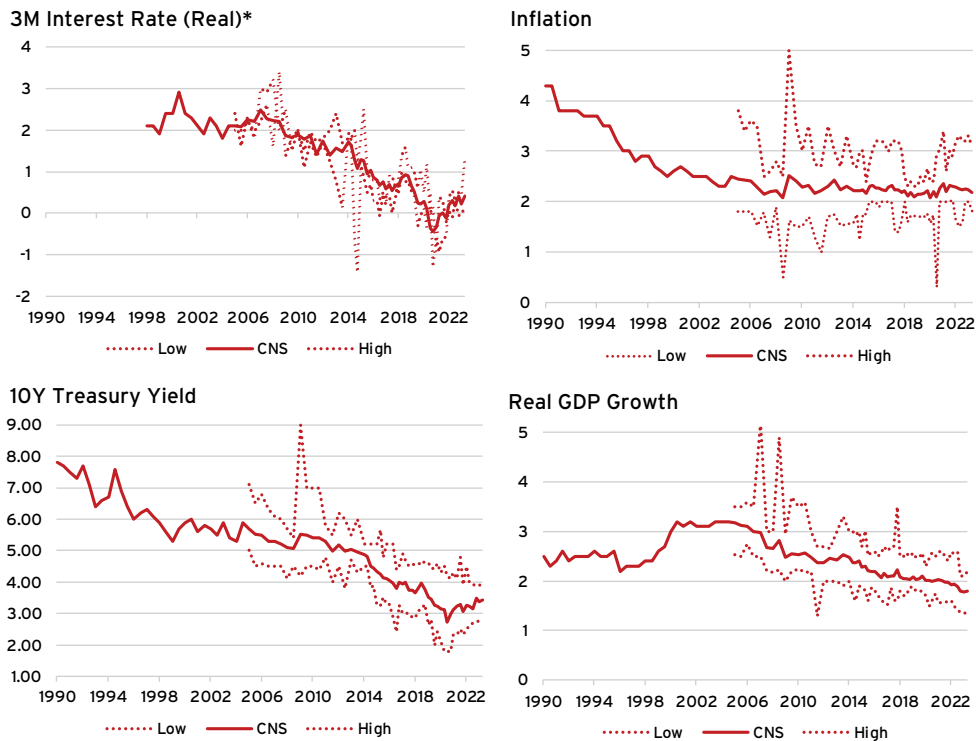 3M Interest Rate (Real)*
4
3
2
1
0
-1
-2
1990 1994 1998 2002 2006 2010 2014 2018 2022
Low CNS High
Inflation
5
4
3
2
1
0
1990 1994 1998 2002 2006 2010 2014 2018 2022
Low CNS High
10Y Treasury Yield
9.00
8.00
7.00
6.00
5.00
4.00
3.00
2.00
1.00
1990 1994 1998 2002 2006 2010 2014 2018 2022
Low CNS High
Real GDP Growth
5
4
3
2
1
0
1990 1994 1998 2002 2006 2010 2014 2018 2022
Low CNS High